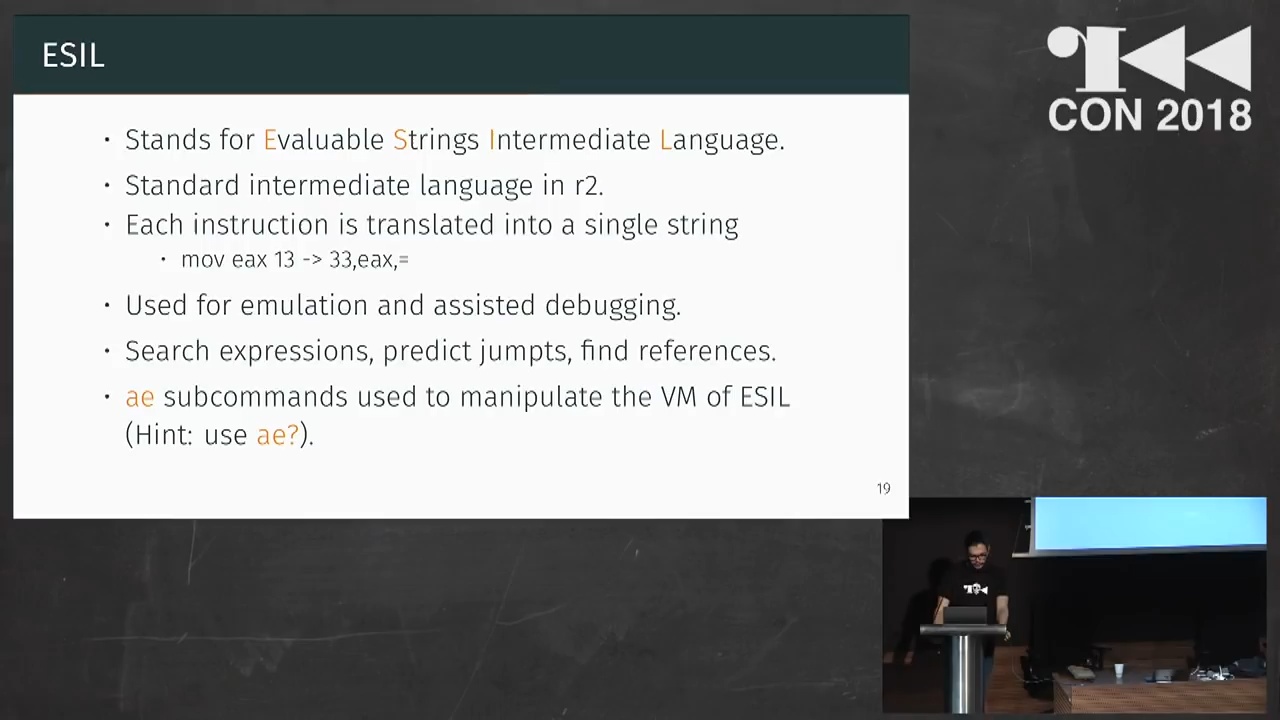 ESIL
• Stands for Evaluable Strings Intermediate Language.
• Standard intermediate language in r2.
• Each instruction is translated into a single string
• mov eax 13 -> 33,eax,=
• Used for emulation and assisted debugging.
• Search expressions, predict jumpts, find references.
• ae subcommands used to manipulate the VM of ESIL
(Hint: use ae?).
19
CON 2018